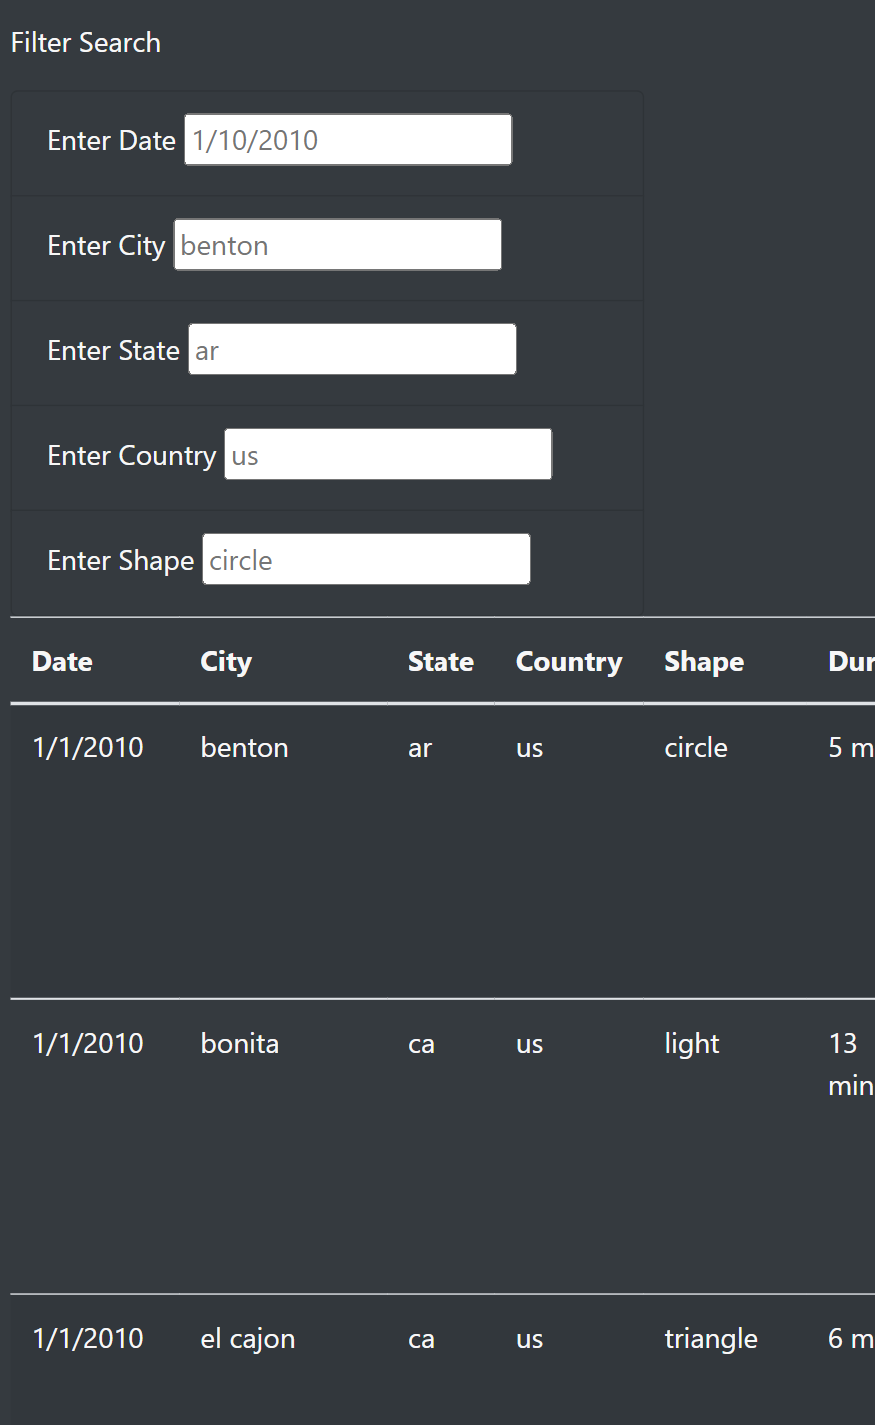 Filter Search
Enter Date 1/10/2010
Enter City benton
Enter State ar
Enter Country us
Enter Shape circle
Date City State Country Shape Dur
1/1/2010 benton ar us circle 5 m
1/1/2010 bonita ca us light 13
min
1/1/2010 el cajon ca us triangle 6 m